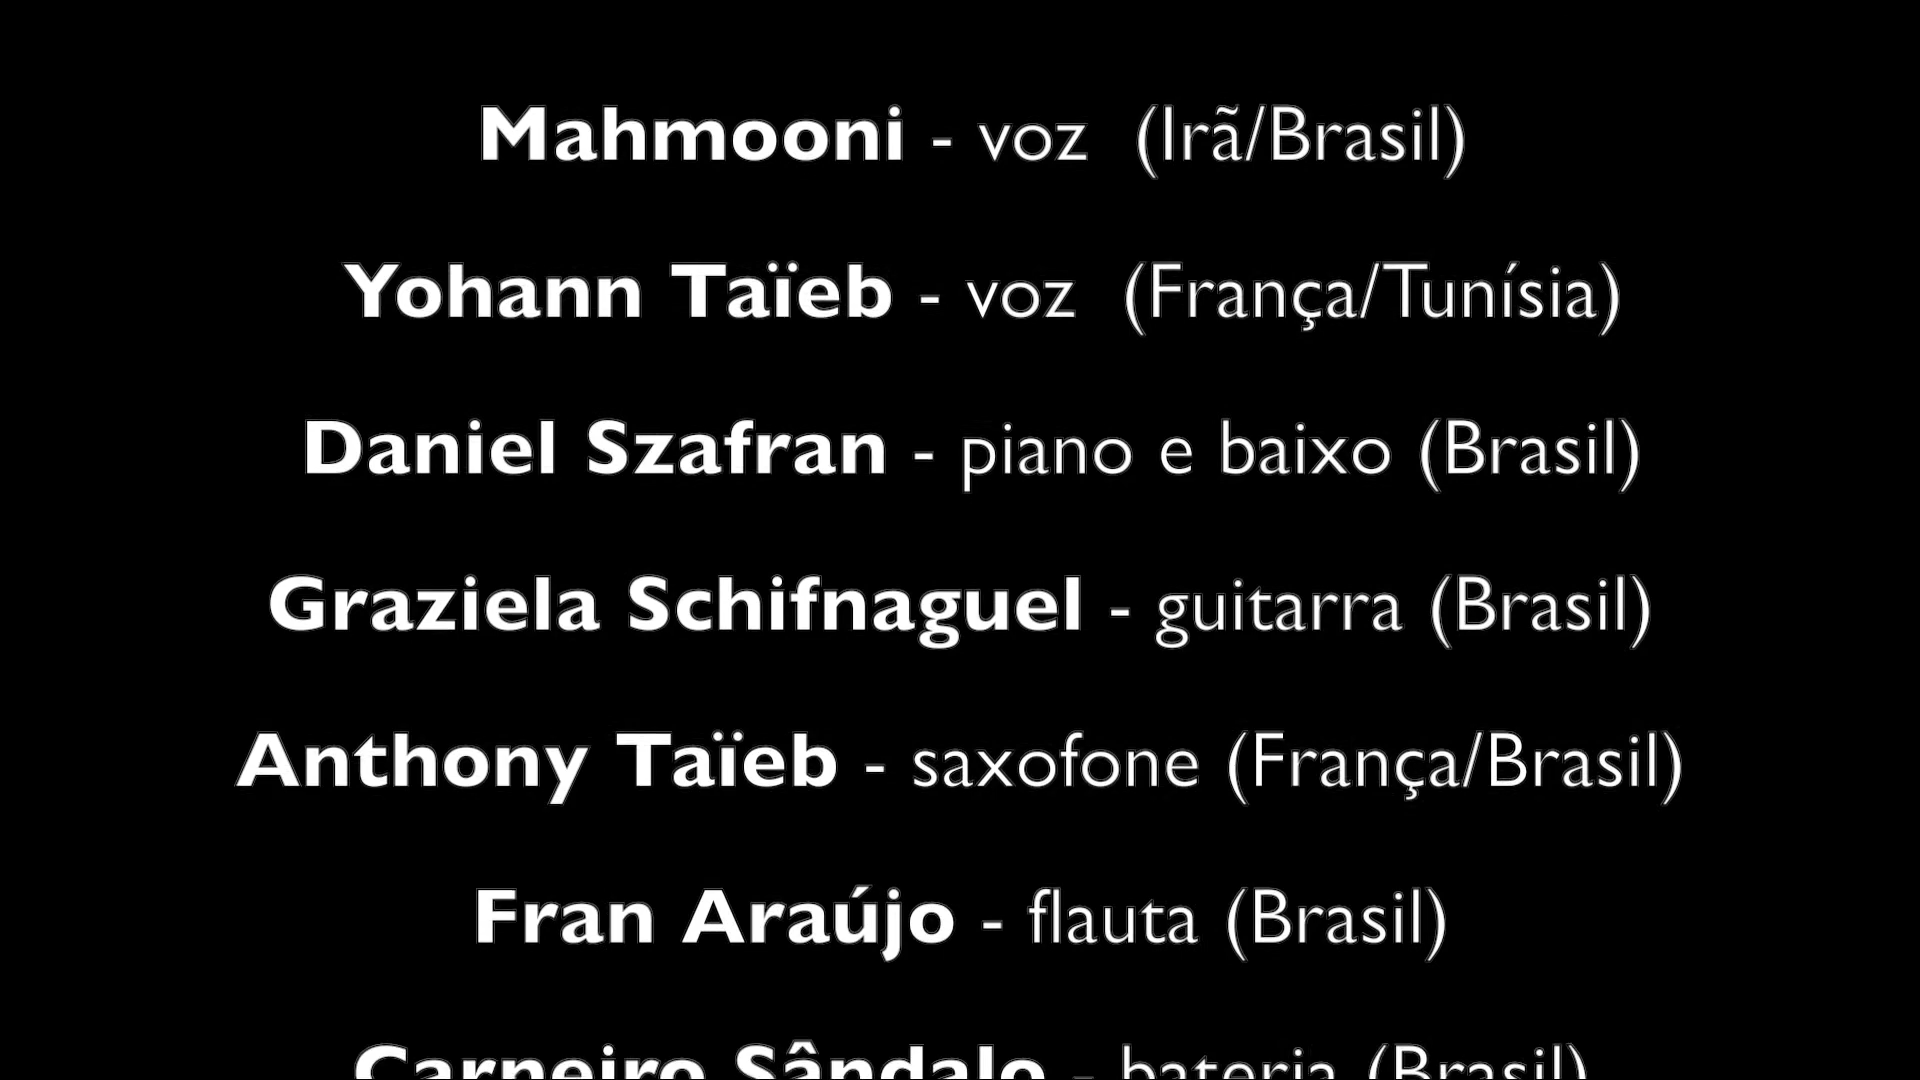 Mahmooni - voz (Irã/Brasil)
Yohann Taïeb - voz (França/Tunísia)
Daniel Szafran - piano e baixo (Brasil)
Graziela Schifnaguel - guitarra (Brasil)
Anthony Taïeb - saxofone (França/Brasil)
Fran Araújo - flauta (Brasil)
Carneiro Sândalo - bateria (Brasil)